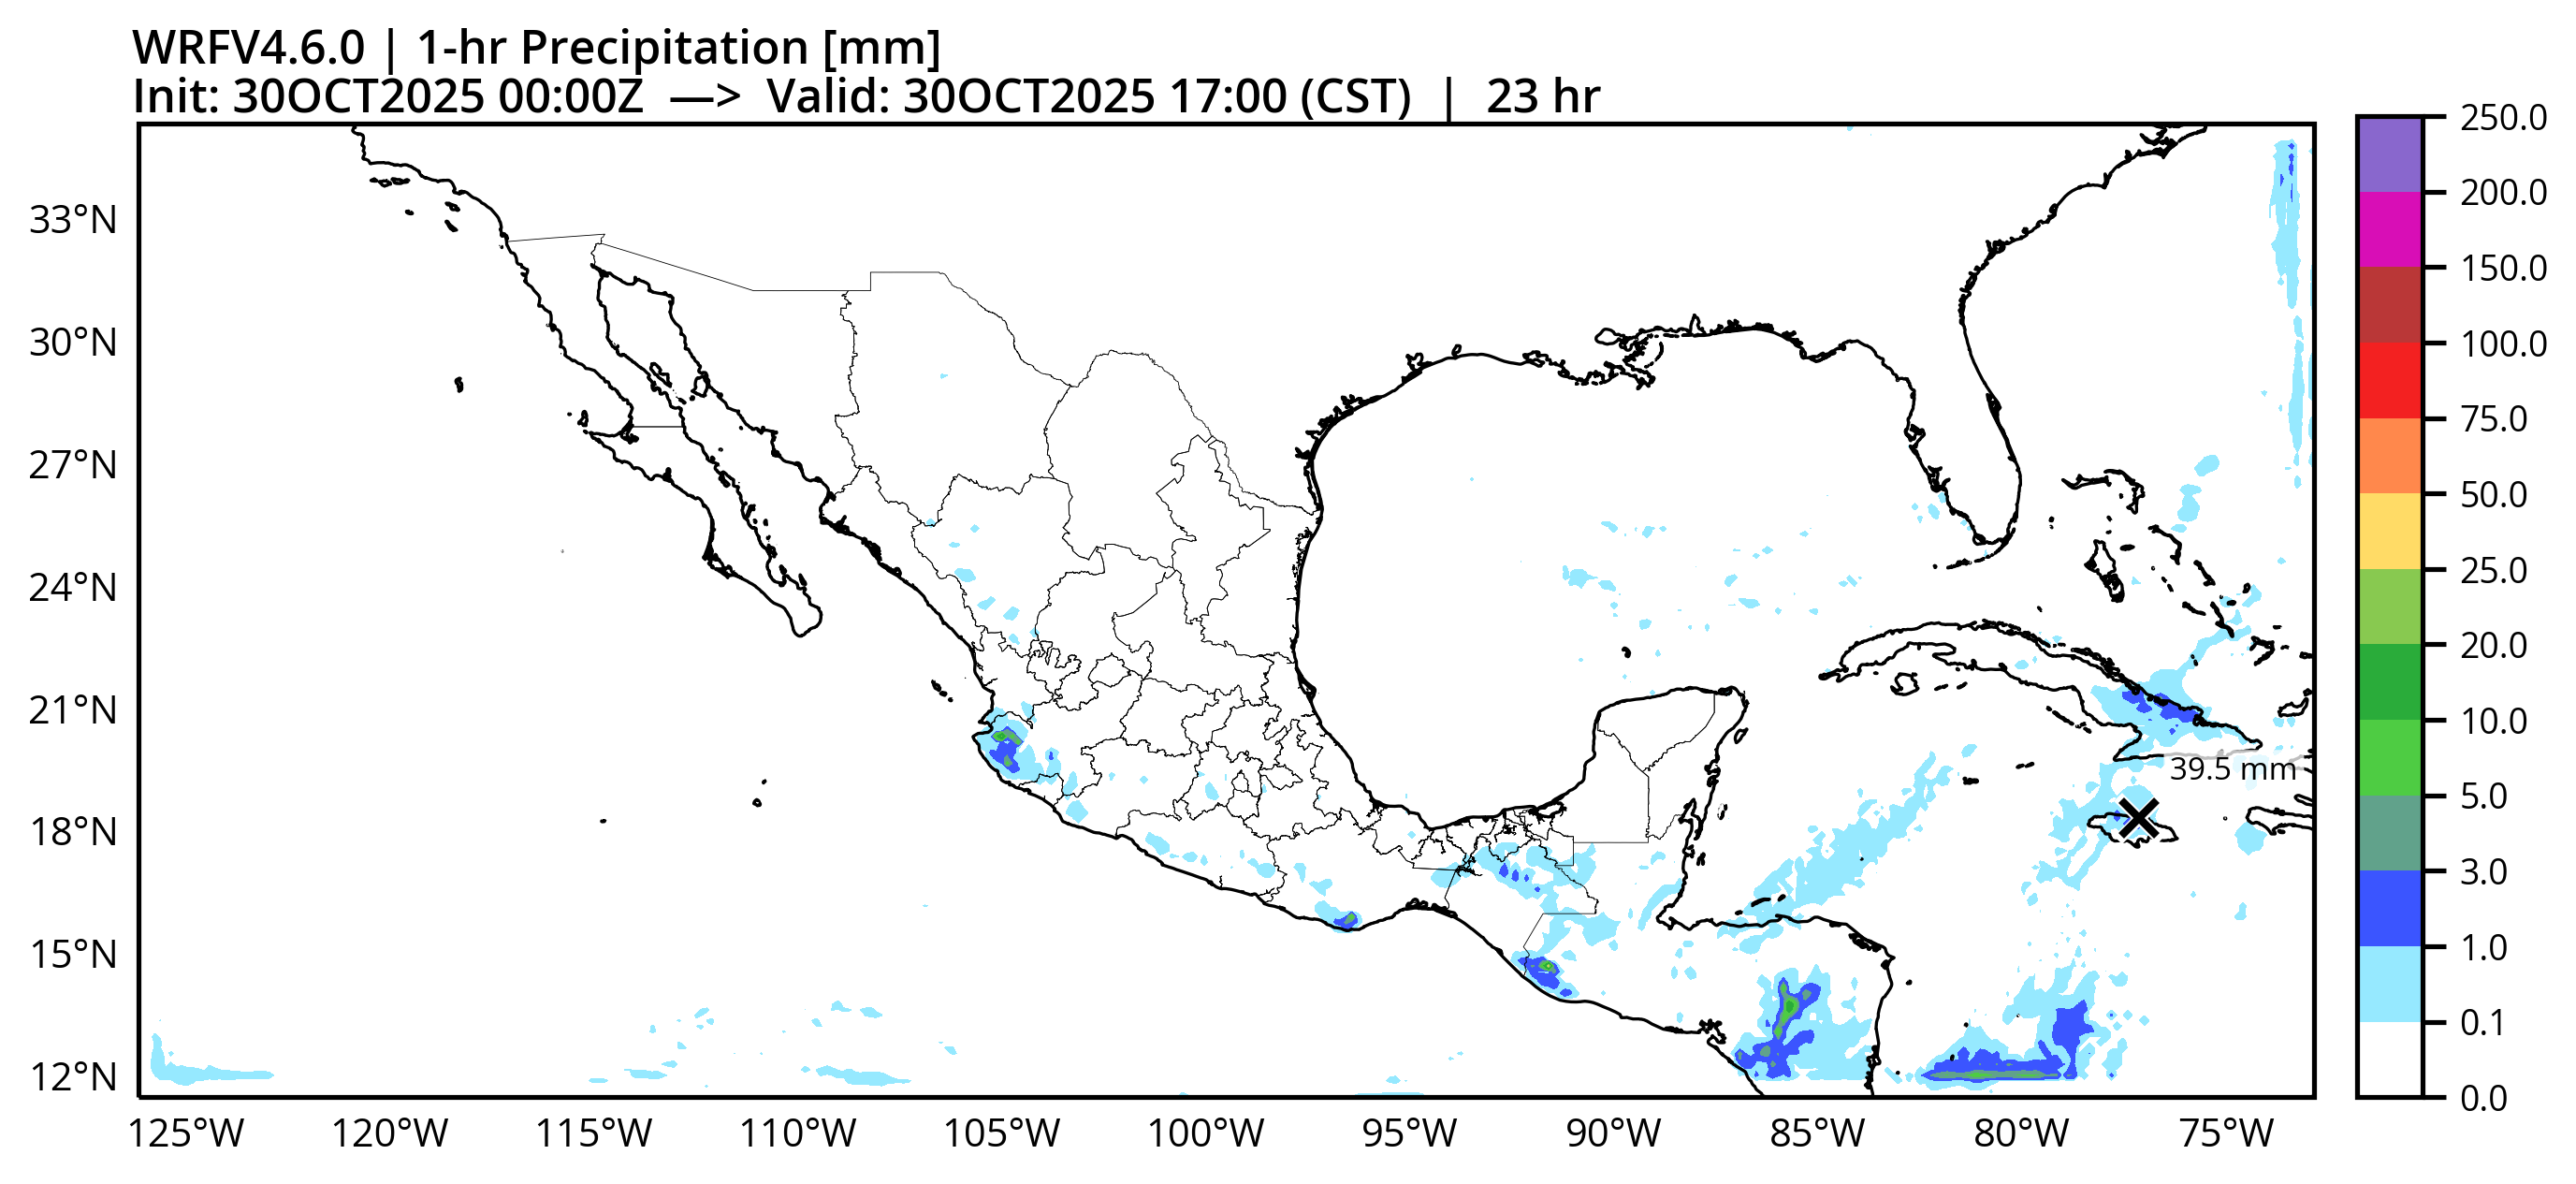 WRFV4.6.0 | 1-hr Precipitation [mm]
Init: 30OCT2025 00:00Z —> Valid: 30OCT2025 17:00 (CST) | 23 hr
250.0
200.0
150.0
100.0
75.0
50.0
25.0
20.0
10.0
5.0
3.0
1.0
0.1
0.0
33°N
30°N
27°N
24°N
21°N
18°N
15°N
12°N
39.5 mm
125°W 120°W 115°W 110°W 105°W 100°W 95°W 90°W 85°W 80°W 75°W